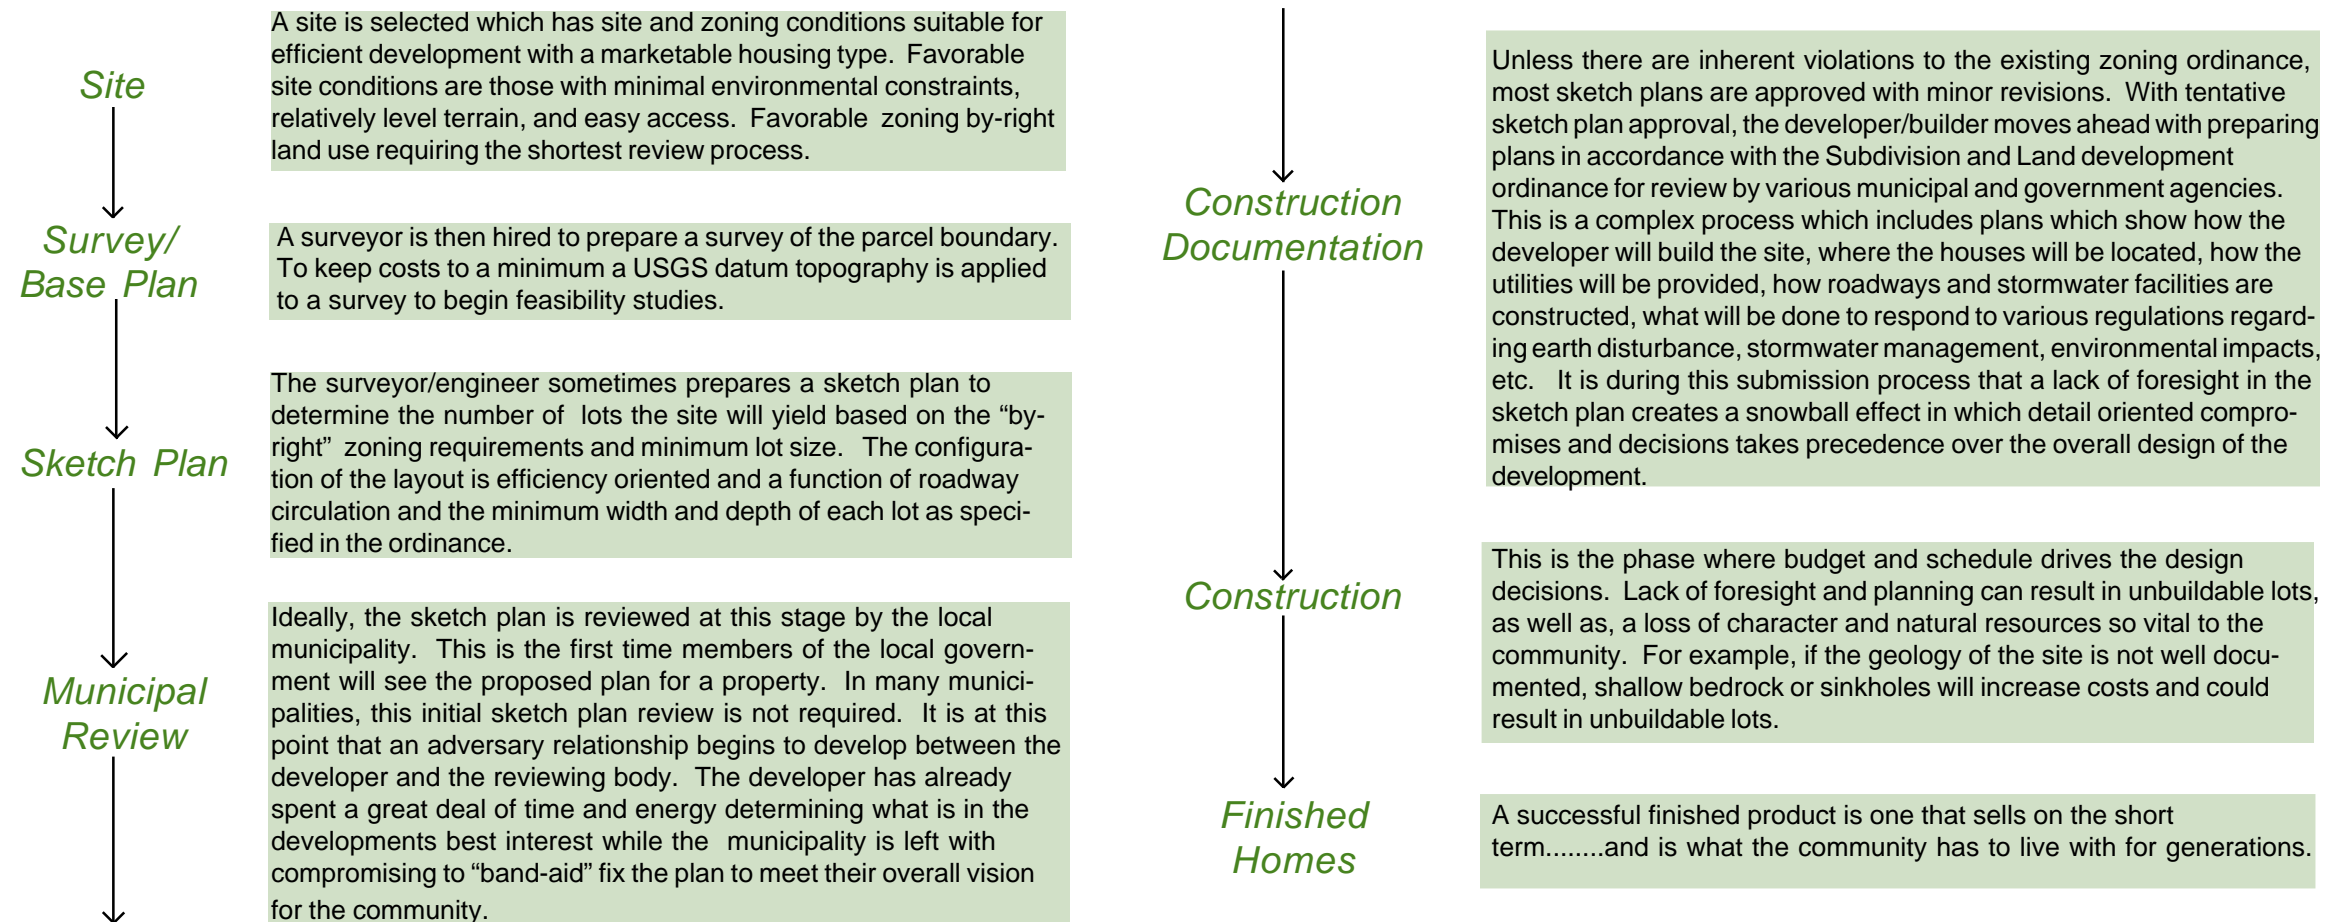 Site
A site is selected which has site and zoning conditions suitable for
efficient development with a marketable housing type.  Favorable
site conditions are those with minimal environmental constraints,
relatively level terrain, and easy access.  Favorable  zoning by-right
land use requiring the shortest review process.
Survey/
Base Plan
A surveyor is then hired to prepare a survey of the parcel boundary.
To keep costs to a minimum a USGS datum topography is applied
to a survey to begin feasibility studies.
Sketch Plan
The surveyor/engineer sometimes prepares a sketch plan to
determine the number of  lots the site will yield based on the “by-
right”  zoning requirements and minimum lot size.  The configura-
tion of the layout is efficiency oriented and a function of roadway
circulation and the minimum width and depth of each lot as speci-
fied in the ordinance.
Municipal
Review
Ideally, the sketch plan is reviewed at this stage by the local
municipality.  This is the first time members of the local govern-
ment will see the proposed plan for a property.  In many munici-
palities, this initial sketch plan review is not required.  It is at this
point that an adversary relationship begins to develop between the
developer and the reviewing body.  The developer has already
spent a great deal of time and energy determining what is in the
developments best interest while the  municipality is left with
compromising to “band-aid” fix the plan to meet their overall vision
for the community.
Construction
Documentation
Unless there are inherent violations to the existing zoning ordinance,
most sketch plans are approved with minor revisions.  With tentative
sketch plan approval, the developer/builder moves ahead with preparing
plans in accordance with the Subdivision and Land development
ordinance for review by various municipal and government agencies.
This is a complex process which includes plans which show how the
developer will build the site, where the houses will be located, how the
utilities will be provided, how roadways and stormwater facilities are
constructed, what will be done to respond to various regulations regard-
ing earth disturbance, stormwater management, environmental impacts,
etc.   It is during this submission process that a lack of foresight in the
sketch plan creates a snowball effect in which detail oriented compro-
mises and decisions takes precedence over the overall design of the
development.
Construction
This is the phase where budget and schedule drives the design
decisions.  Lack of foresight and planning can result in unbuildable lots,
as well as, a loss of character and natural resources so vital to the
community.  For example, if the geology of the site is not well docu-
mented, shallow bedrock or sinkholes will increase costs and could
result in unbuildable lots.
Finished
Homes
A successful finished product is one that sells on the short
term........and is what the community has to live with for generations.